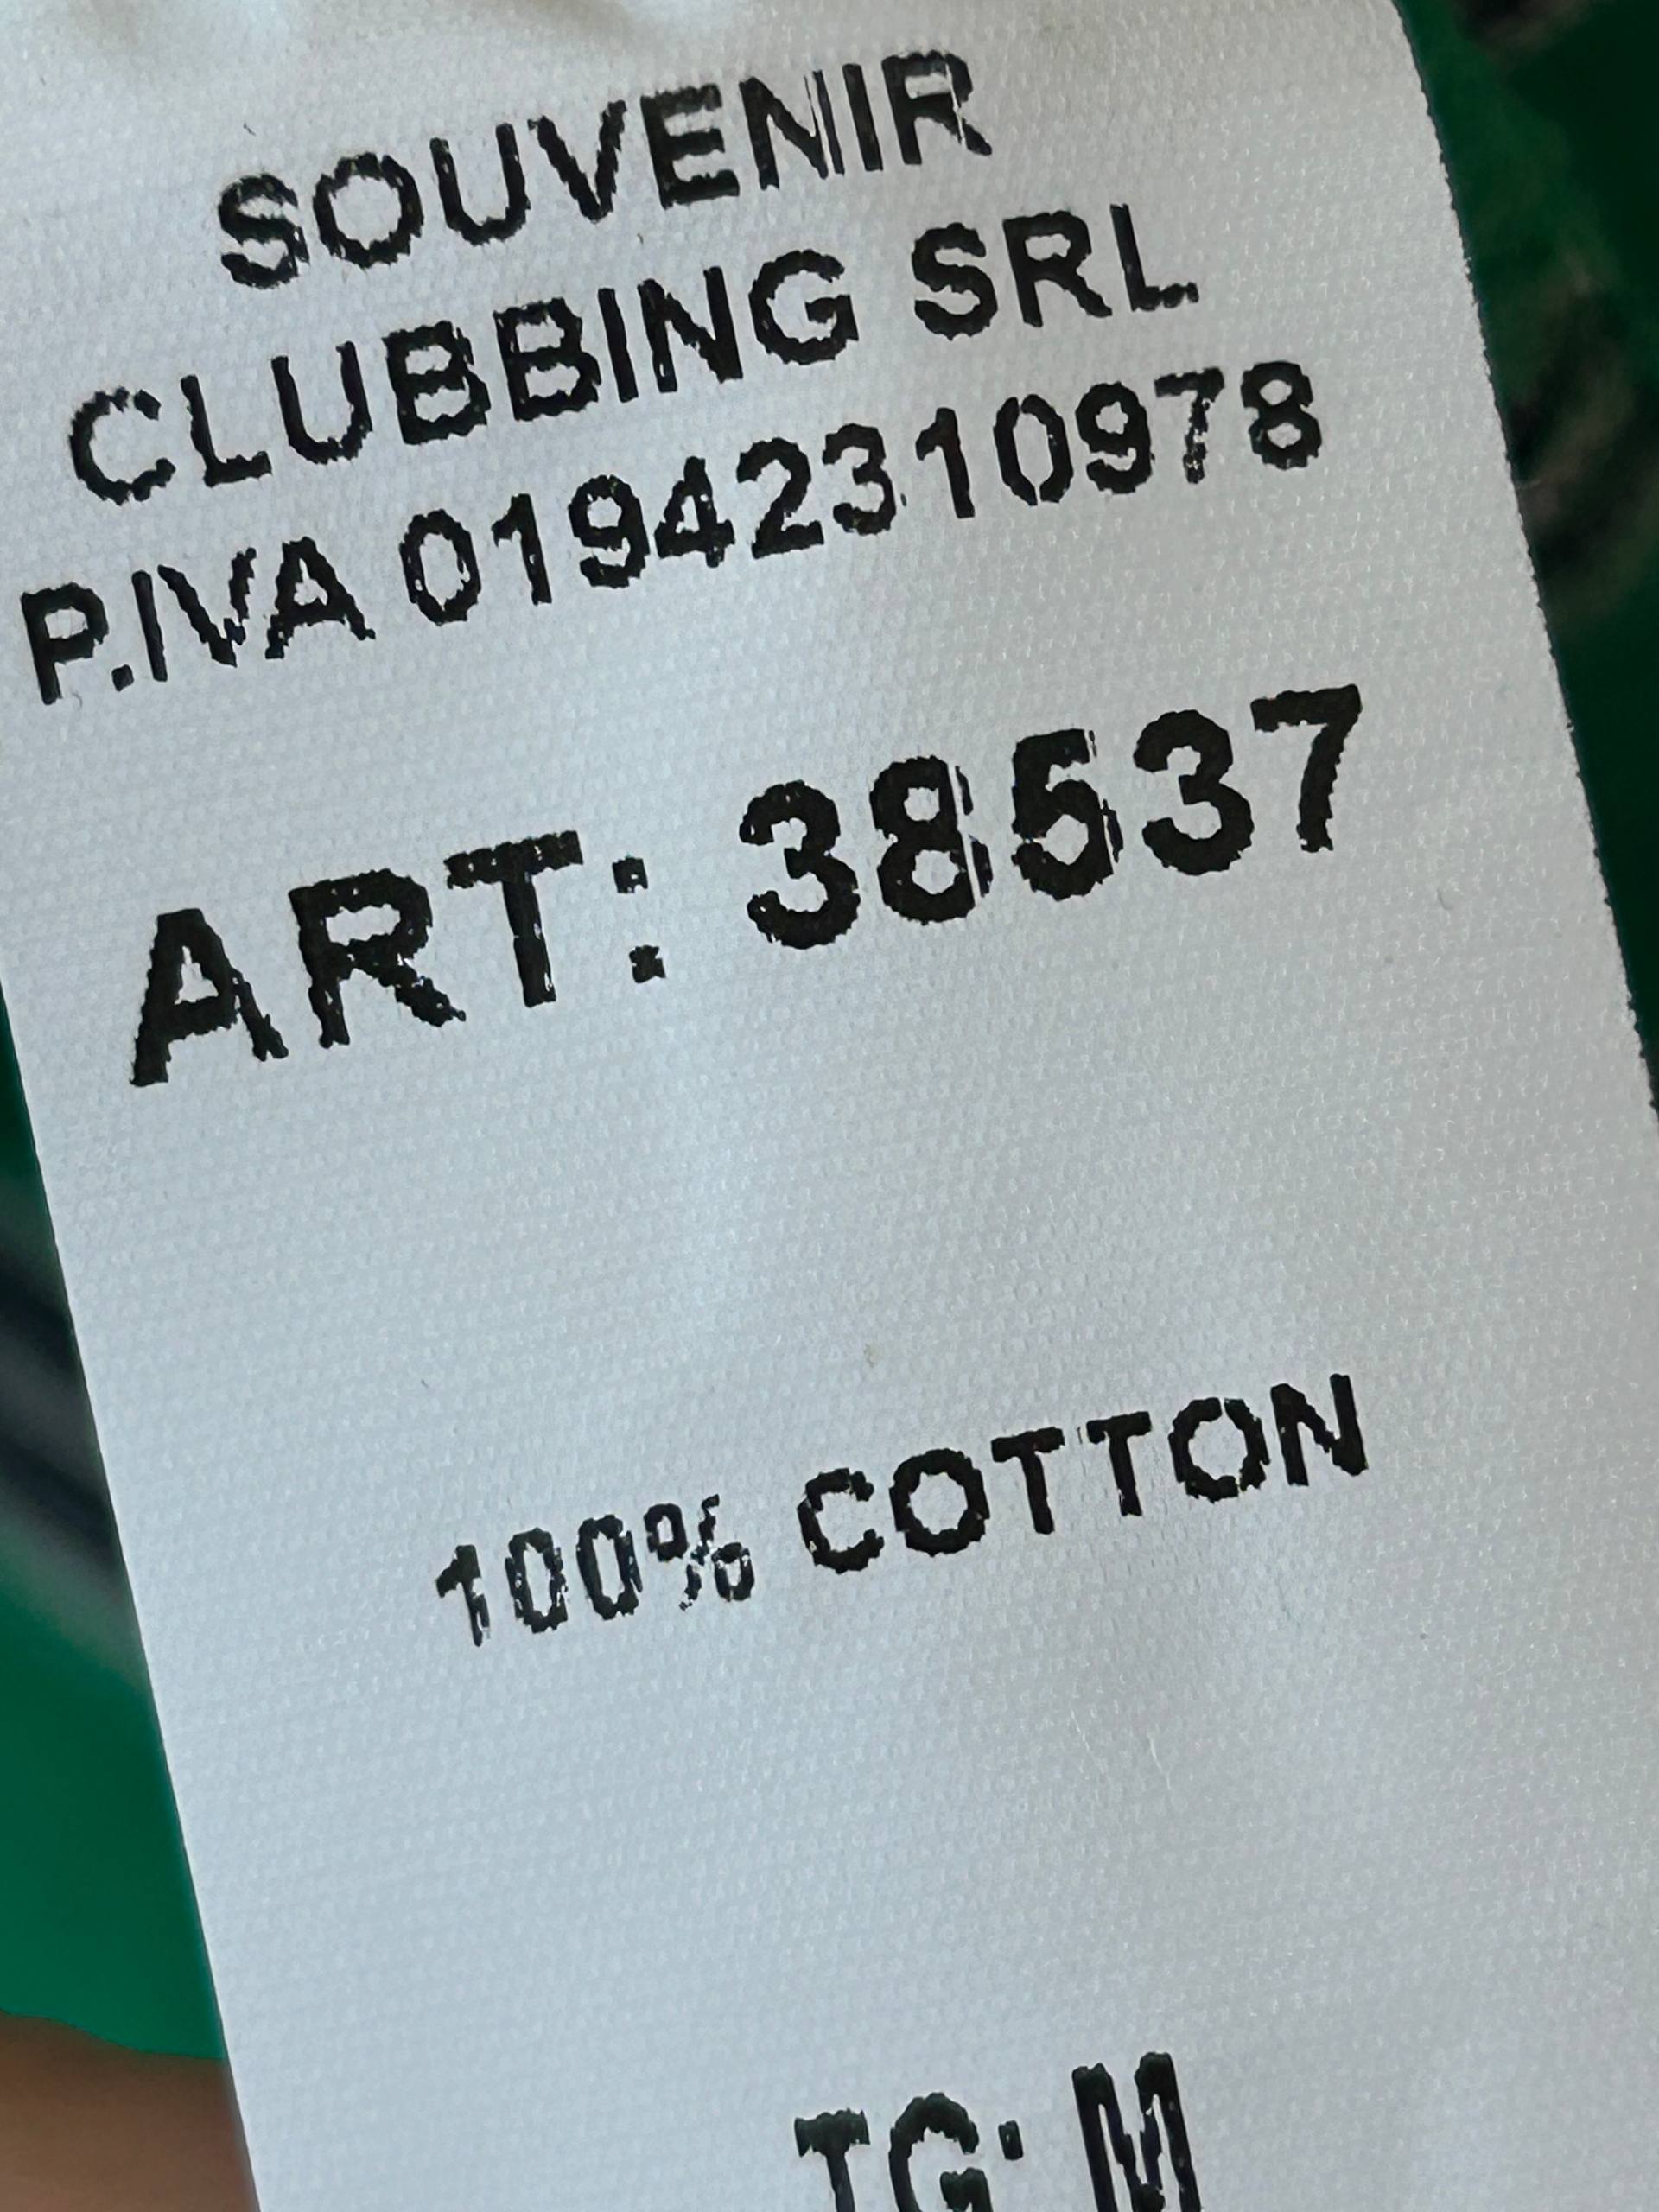 SOUVENIR
CLUBBING SRL
P.IVA 01942310978
ART: 38537
100% COTTON
TG: M